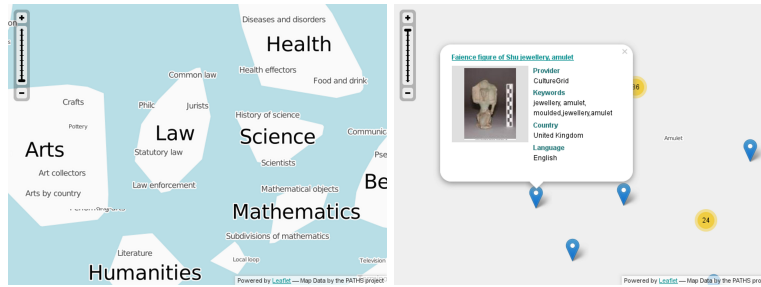 Diseases and disorders
Health
Health effectors
Food and drink
Common law
Crafts
Philc
Jurists
Pottery
Law
History of science
Science
Communic
Arts
Statutory law
Scientists
Pse
Art collectors
Law enforcement
Mathematical objects
Be
Arts by country
Mathematics
Subdivisions of mathematics
Literature
Local loop
Television
Humanities
Powered by Leaflet — Map Data by the PATHS project
Faience figure of Shu jewellery, amulet
Provider
CultureGrid
Keywords
jewellery, amulet,
moulded,jewellery,amulet
Country
United Kingdom
Language
English
Amulet
24
Powered by Leaflet — Map Data by the PATHS pro